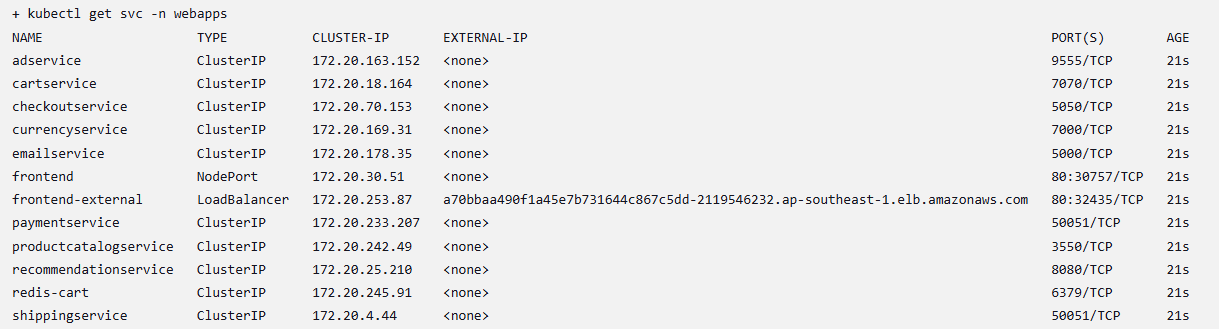 + kubectl get svc -n webapps
NAME TYPE CLUSTER-IP EXTERNAL-IP PORT(S) AGE
adservice ClusterIP 172.20.163.152 <none> 9555/TCP 21s
cartservice ClusterIP 172.20.18.164 <none> 7070/TCP 21s
checkoutservice ClusterIP 172.20.70.153 <none> 5050/TCP 21s
currencyservice ClusterIP 172.20.169.31 <none> 7000/TCP 21s
emailservice ClusterIP 172.20.178.35 <none> 5000/TCP 21s
frontend NodePort 172.20.30.51 <none> 80:30757/TCP 21s
frontend-external LoadBalancer 172.20.253.87 a70bbaa490f1a45e7b731644c867c5dd-2119546232.ap-southeast-1.elb.amazonaws.com 80:32435/TCP 21s
paymentservice ClusterIP 172.20.233.207 <none> 50051/TCP 21s
productcatalogservice ClusterIP 172.20.242.49 <none> 3550/TCP 21s
recommendationservice ClusterIP 172.20.25.210 <none> 8080/TCP 21s
redis-cart ClusterIP 172.20.245.91 <none> 6379/TCP 21s
shippingservice ClusterIP 172.20.4.44 <none> 50051/TCP 21s